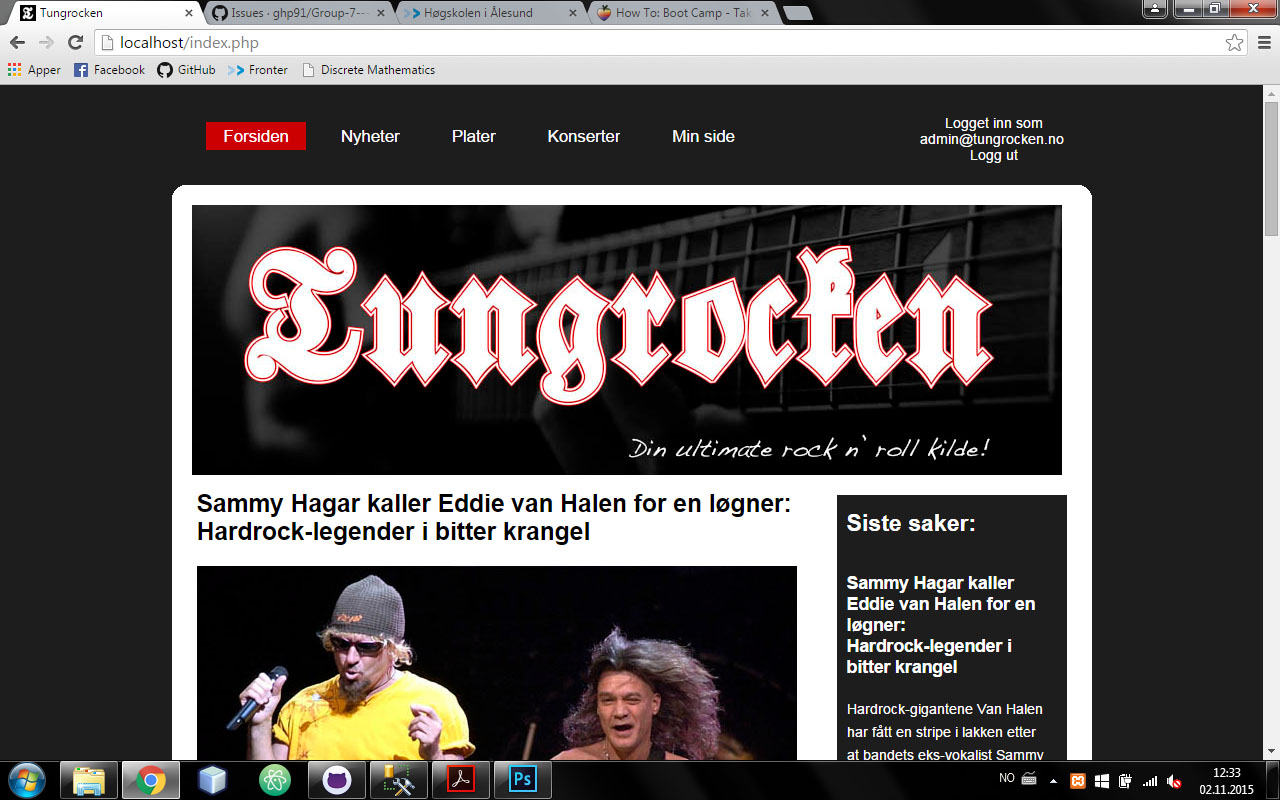 Tungrocken
Issues · ghp91/Group-7---
Høgskolen i Ålesund
How To: Boot Camp - Tak
localhost/index.php
Apper
Facebook
GitHub
Fronter
Discrete Mathematics
Forsiden
Nyheter
Plater
Konserter
Min side
Logget inn som
admin@tungrocken.no
Logg ut
Tungrocken
Din ultimate rock n' roll kilde!
Sammy Hagar kaller Eddie van Halen for en løgner:
Hardrock-legender i bitter krangel
Siste saker:
Sammy Hagar kaller
Eddie van Halen for en
løgner:
Hardrock-legender i
bitter krangel
Hardrock-gigantene Van Halen
har fått en stripe i lakken etter
at bandets eks-vokalist Sammy
Ps
NO
12:33
02.11.2015